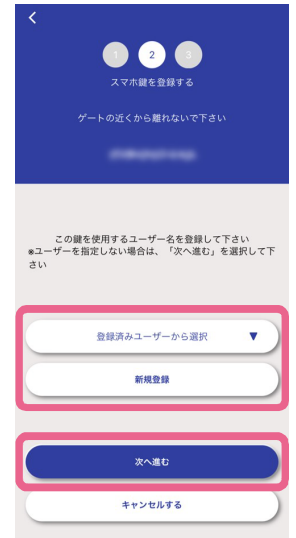 1 2 3
スマホ鍵を登録する
ゲートの近くから離れないで下さい
この鍵を使用するユーザー名を登録して下さい
※ユーザーを指定しない場合は、「次へ進む」を選択して下
さい
登録済みユーザーから選択 ▼
新規登録
次へ進む
キャンセルする